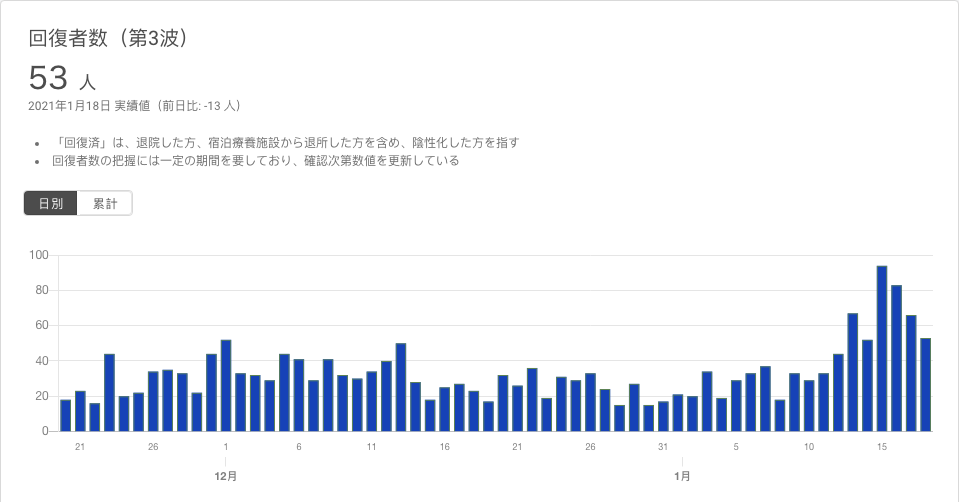 回復者数（第3波）
53 人
2021年1月18日 実績値（前日比: -13 人）
• 「回復済」は、退院した方、宿泊療養施設から退所した方を含め、陰性化した方を指す
• 回復者数の把握には一定の期間を要しており、確認次第数値を更新している
日別 累計
100
80
60
40
20
0
21 26 1 6 11 16 21 26 31 5 10 15
12月 1月